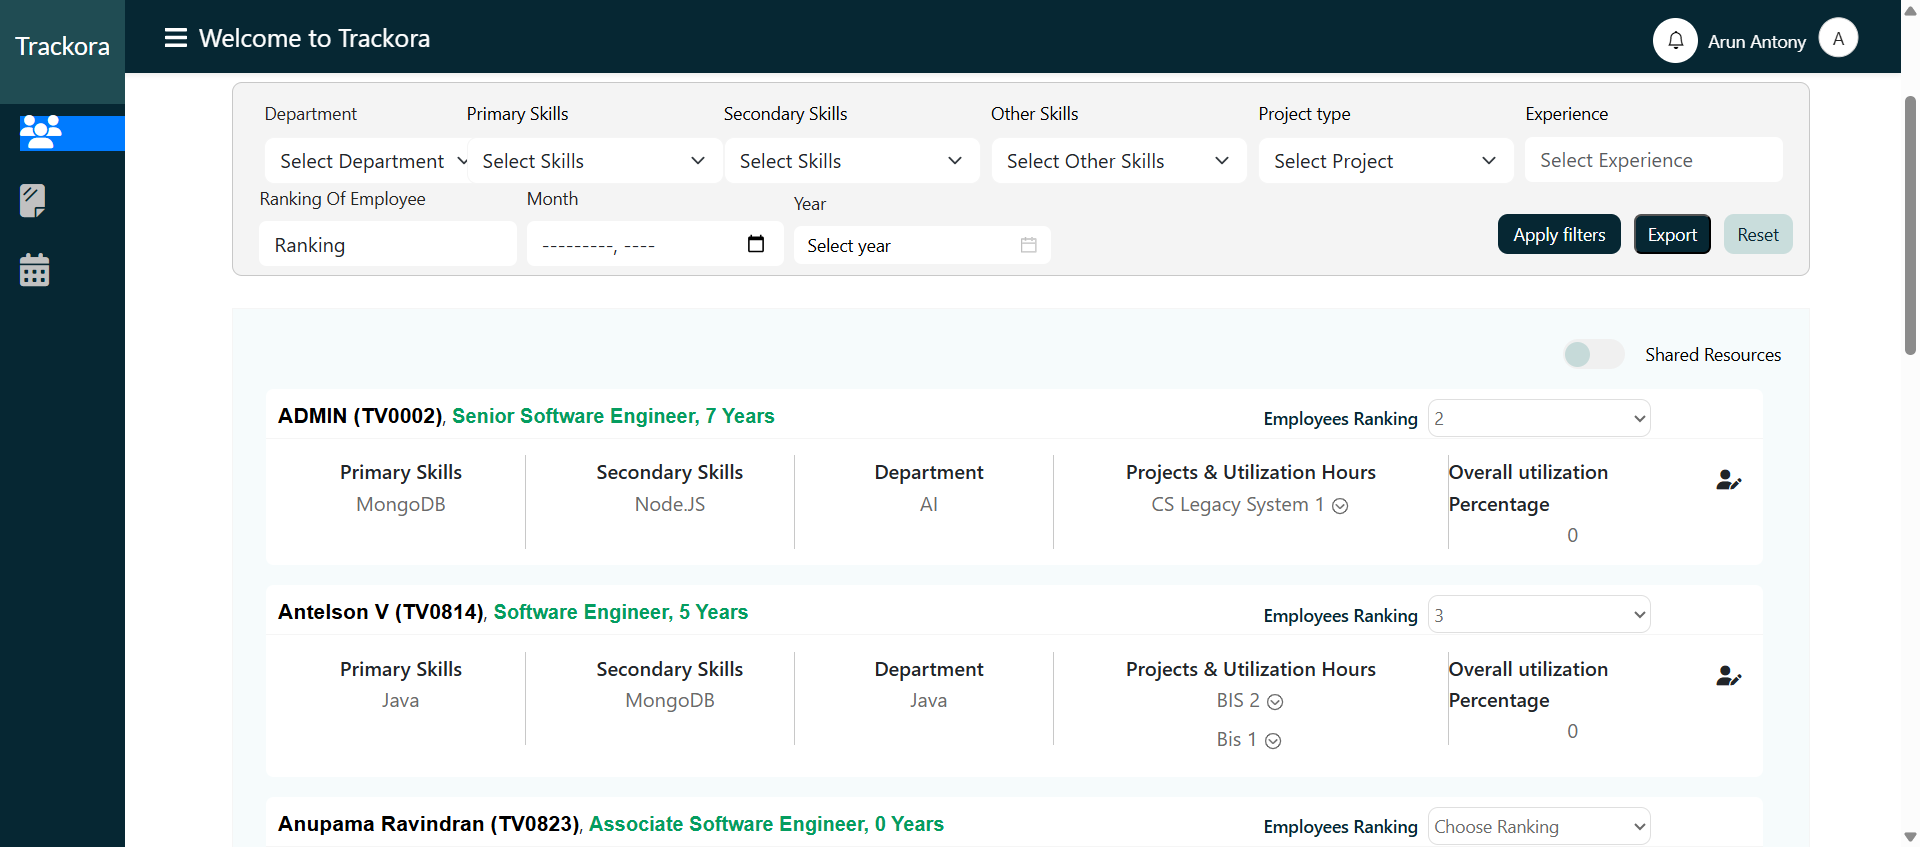 Trackora
Welcome to Trackora
Arun Antony
A
Department
Primary Skills
Secondary Skills
Other Skills
Project type
Experience
Select Department
Select Skills
Select Skills
Select Other Skills
Select Project
Select Experience
Ranking Of Employee
Month
Year
Ranking
---------, ----
Select year
Apply filters
Export
Reset
Shared Resources
ADMIN (TV0002), Senior Software Engineer, 7 Years
Employees Ranking
2
Primary Skills
MongoDB
Secondary Skills
Node.JS
Department
AI
Projects & Utilization Hours
CS Legacy System 1
Overall utilization
Percentage
0
Antelson V (TV0814), Software Engineer, 5 Years
Employees Ranking
3
Primary Skills
Java
Secondary Skills
MongoDB
Department
Java
Projects & Utilization Hours
BIS 2
Bis 1
Overall utilization
Percentage
0
Anupama Ravindran (TV0823), Associate Software Engineer, 0 Years
Employees Ranking
Choose Ranking